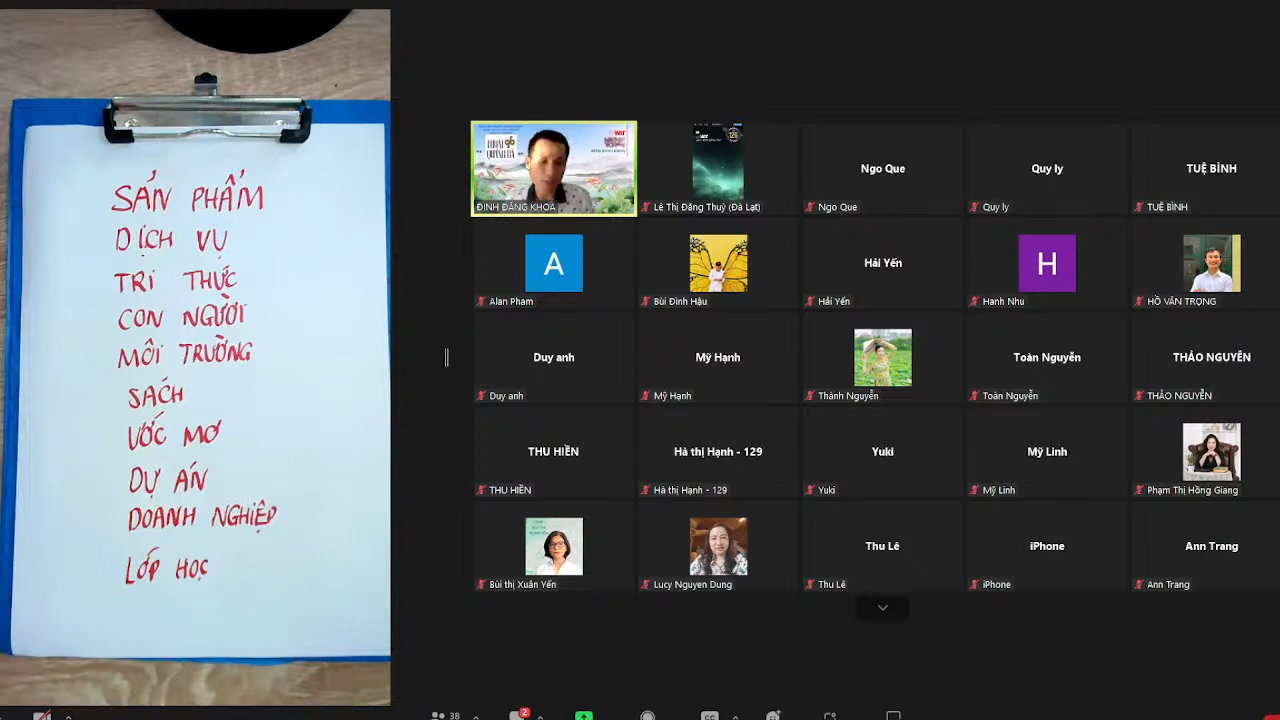 SẢN PHẨM
DỊCH VỤ
TRI THỨC
CON NGƯỜI
MÔI TRƯỜNG
SÁCH
ƯỚC MƠ
DỰ ÁN
DOANH NGHIỆP
LỚP HỌC
ĐINH ĐĂNG KHOA
Lê Thị Đăng Thuỳ (Đà Lạt)
Ngo Que
Ngo Que
Quy ly
Quy ly
TUỆ BÌNH
TUỆ BÌNH
A
Alan Pham
Bùi Đình Hậu
Hải Yến
Hải Yến
H
Hanh Nhu
HỒ VĂN TRỌNG
Duy anh
Duy anh
Mỹ Hạnh
Mỹ Hạnh
Thành Nguyễn
Toàn Nguyễn
Toàn Nguyễn
THẢO NGUYỄN
THẢO NGUYỄN
THU HIỀN
THU HIỀN
Hà thị Hạnh - 129
Hà thị Hạnh - 129
Yuki
Yuki
Mỹ Linh
Mỹ Linh
Phạm Thị Hồng Giang
Bùi thị Xuân Yến
Lucy Nguyen Dung
Thu Lê
Thu Lê
iPhone
iPhone
Ann Trang
Ann Trang
38
2
CC